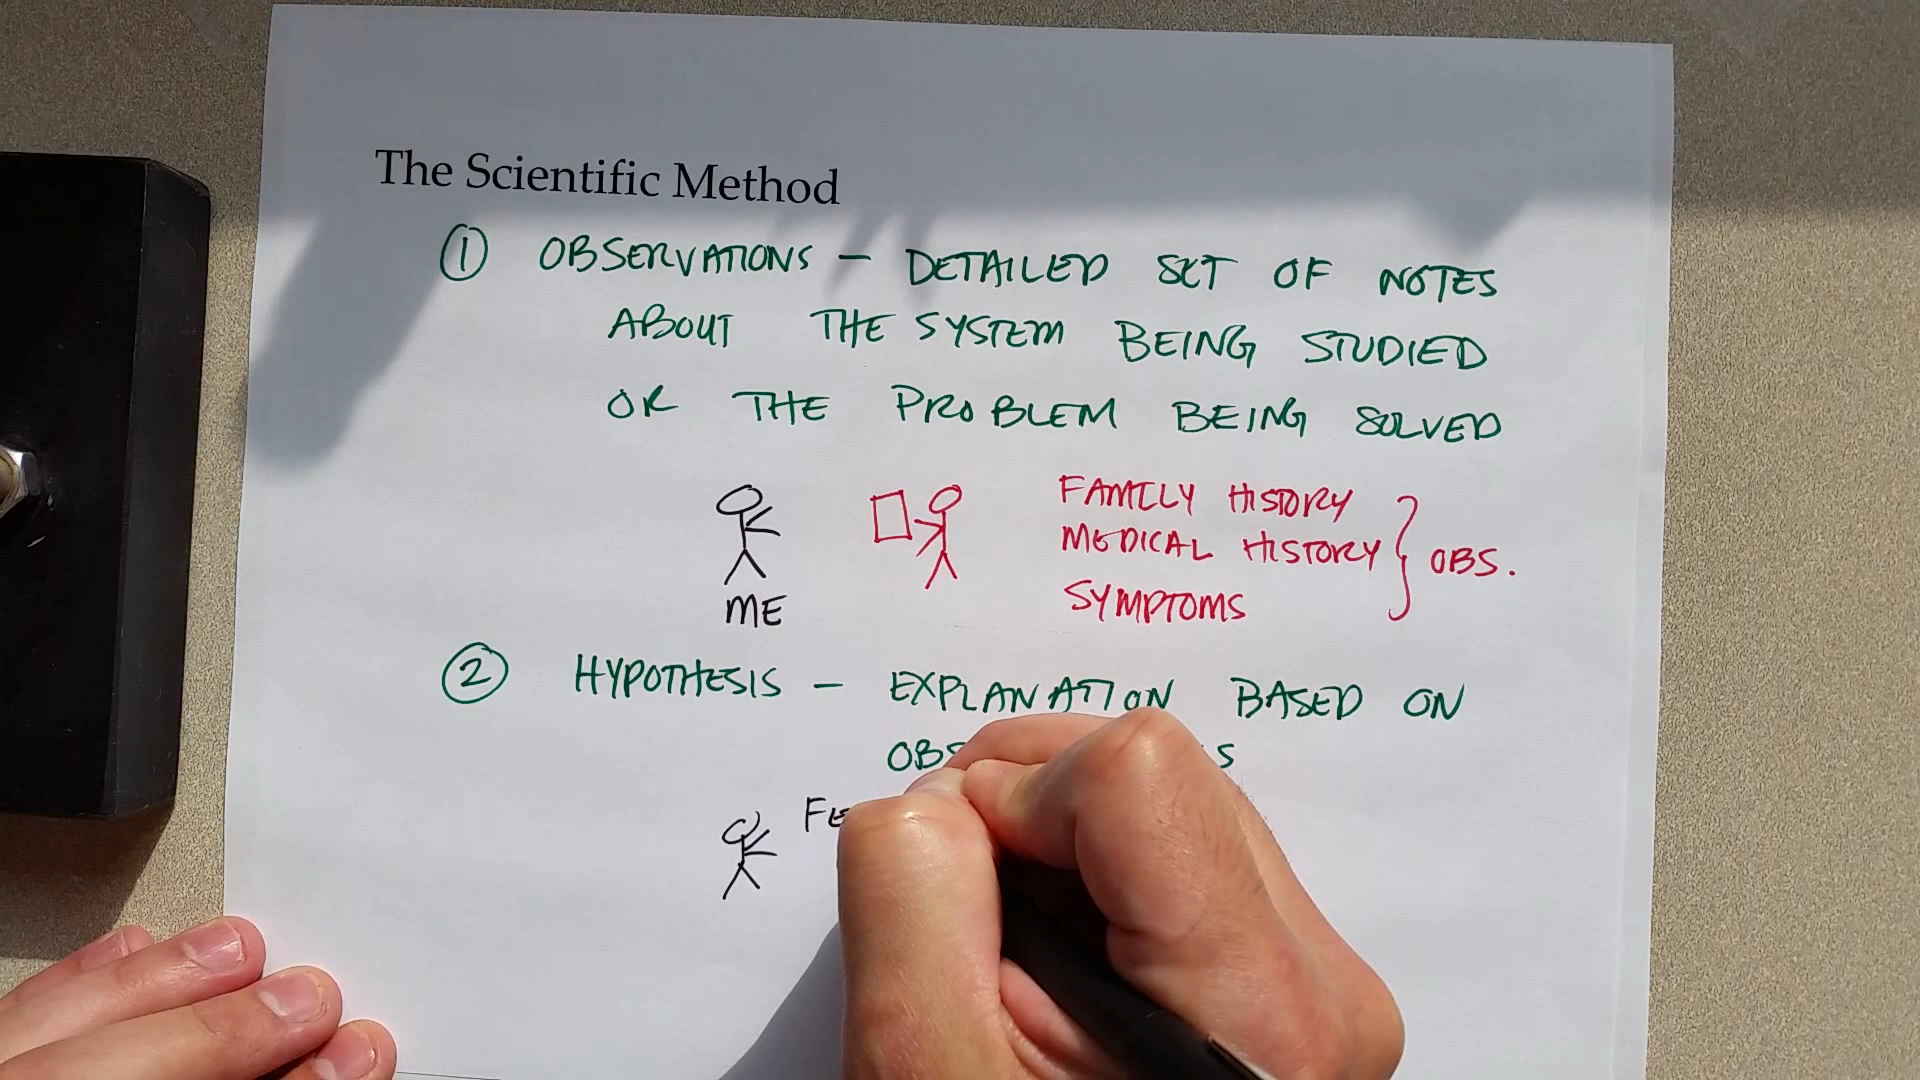 The Scientific Method
① OBSERVATIONS – DETAILED SET OF NOTES
ABOUT THE SYSTEM BEING STUDIED
OR THE PROBLEM BEING SOLVED
FAMILY HISTORY
MEDICAL HISTORY } OBS.
SYMPTOMS
ME
② HYPOTHESIS – EXPLANATION BASED ON